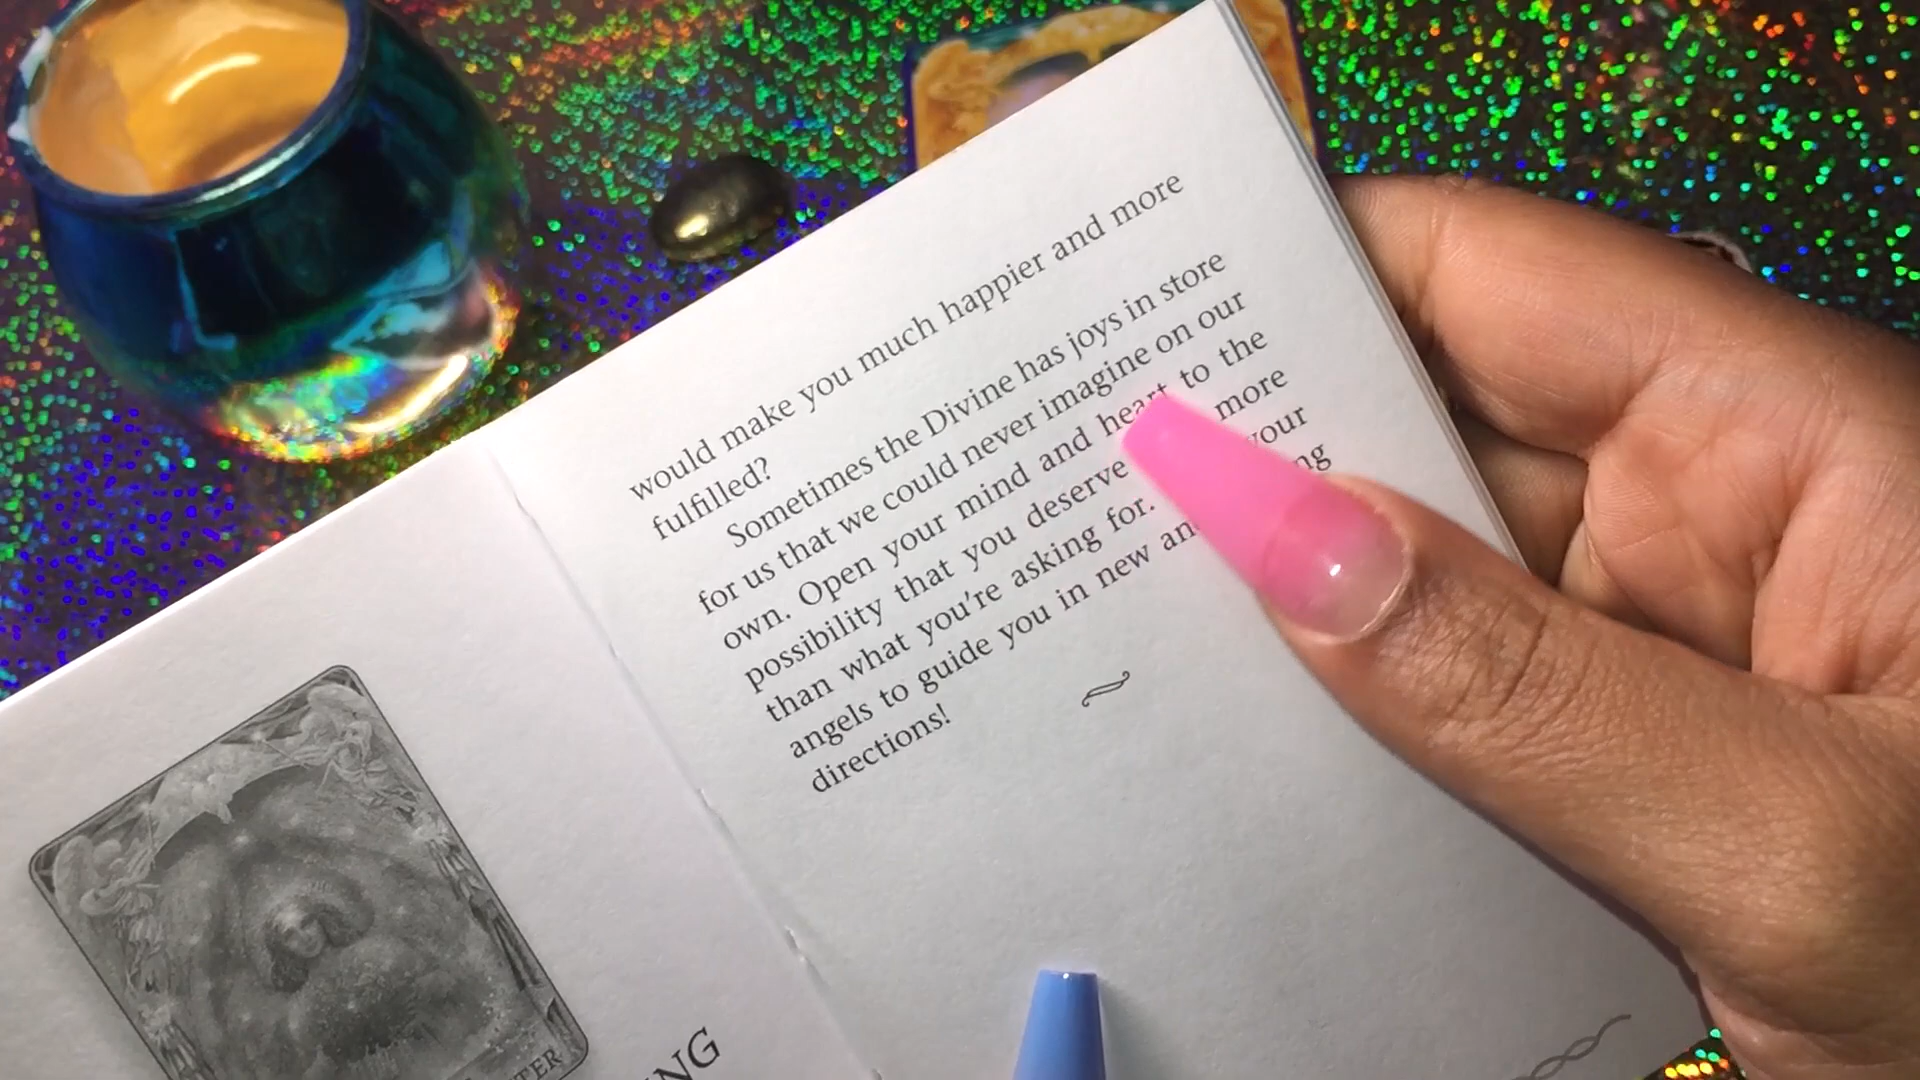 would make you much happier and more
fulfilled?
Sometimes the Divine has joys in store
for us that we could never imagine on our
own. Open your mind and heart to the
possibility that you deserve more
than what you're asking for. your
angels to guide you in new
directions!